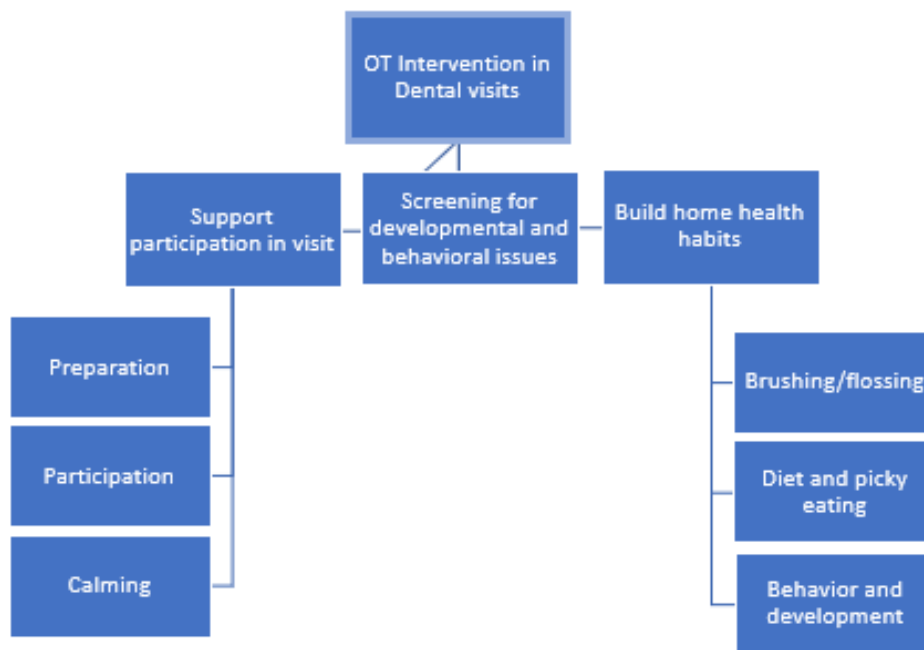 OT Intervention in
Dental visits
Support
participation in visit
Screening for
developmental and
behavioral issues
Build home health
habits
Preparation
Participation
Calming
Brushing/flossing
Diet and picky
eating
Behavior and
development